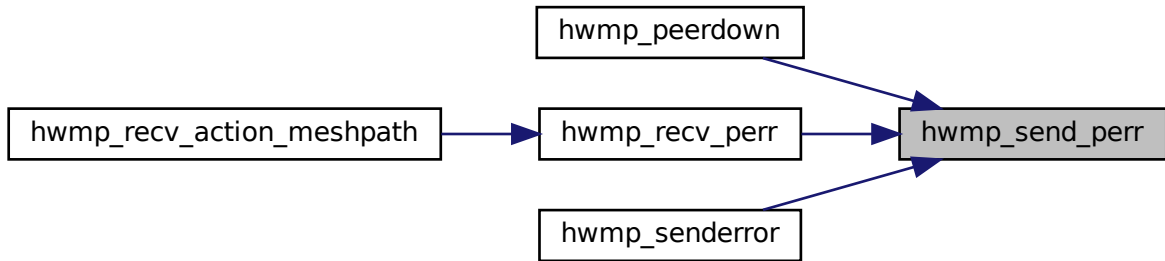 hwmp_peerdown
hwmp_recv_action_meshpath
hwmp_recv_perr
hwmp_send_perr
hwmp_senderror